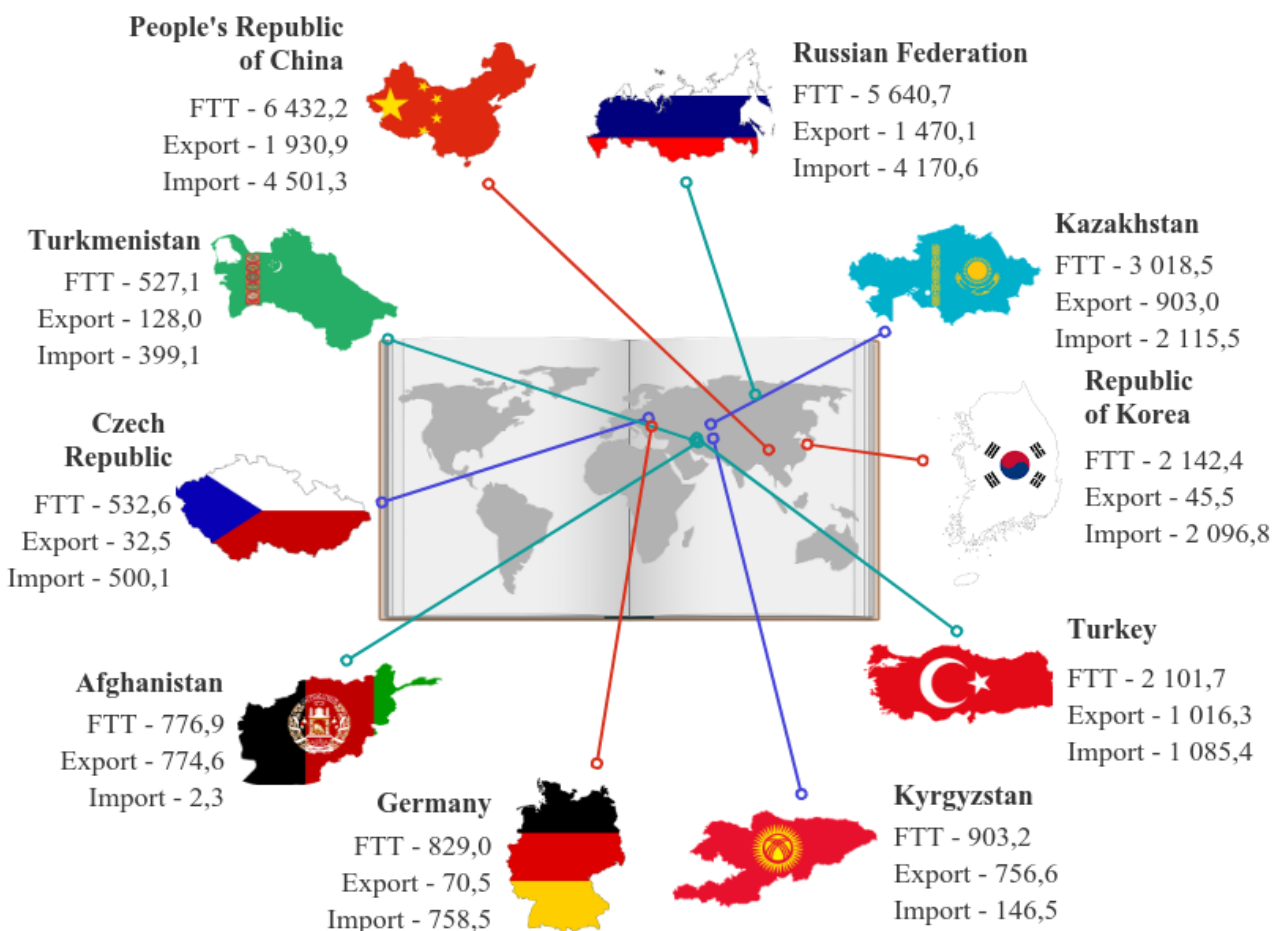 People's Republic
of China
FTT - 6 432,2
Export - 1 930,9
Import - 4 501,3
Russian Federation
FTT - 5 640,7
Export - 1 470,1
Import - 4 170,6
Turkmenistan
FTT - 527,1
Export - 128,0
Import - 399,1
Kazakhstan
FTT - 3 018,5
Export - 903,0
Import - 2 115,5
Czech
Republic
FTT - 532,6
Export - 32,5
Import - 500,1
Republic
of Korea
FTT - 2 142,4
Export - 45,5
Import - 2 096,8
Afghanistan
FTT - 776,9
Export - 774,6
Import - 2,3
Turkey
FTT - 2 101,7
Export - 1 016,3
Import - 1 085,4
Germany
FTT - 829,0
Export - 70,5
Import - 758,5
Kyrgyzstan
FTT - 903,2
Export - 756,6
Import - 146,5